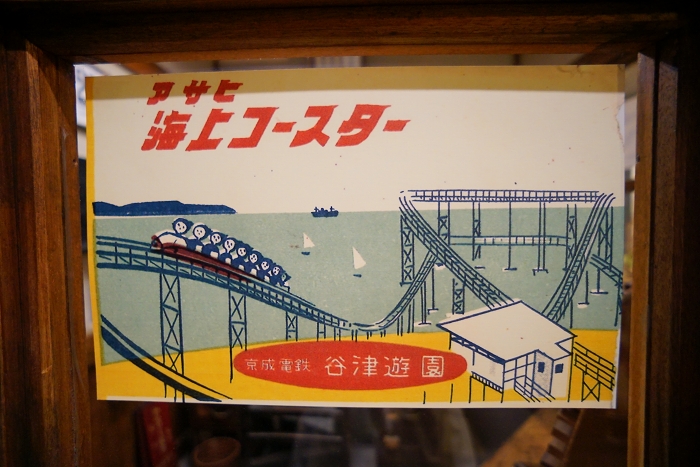 アサヒ
海上コースター
京成電鉄 谷津遊園